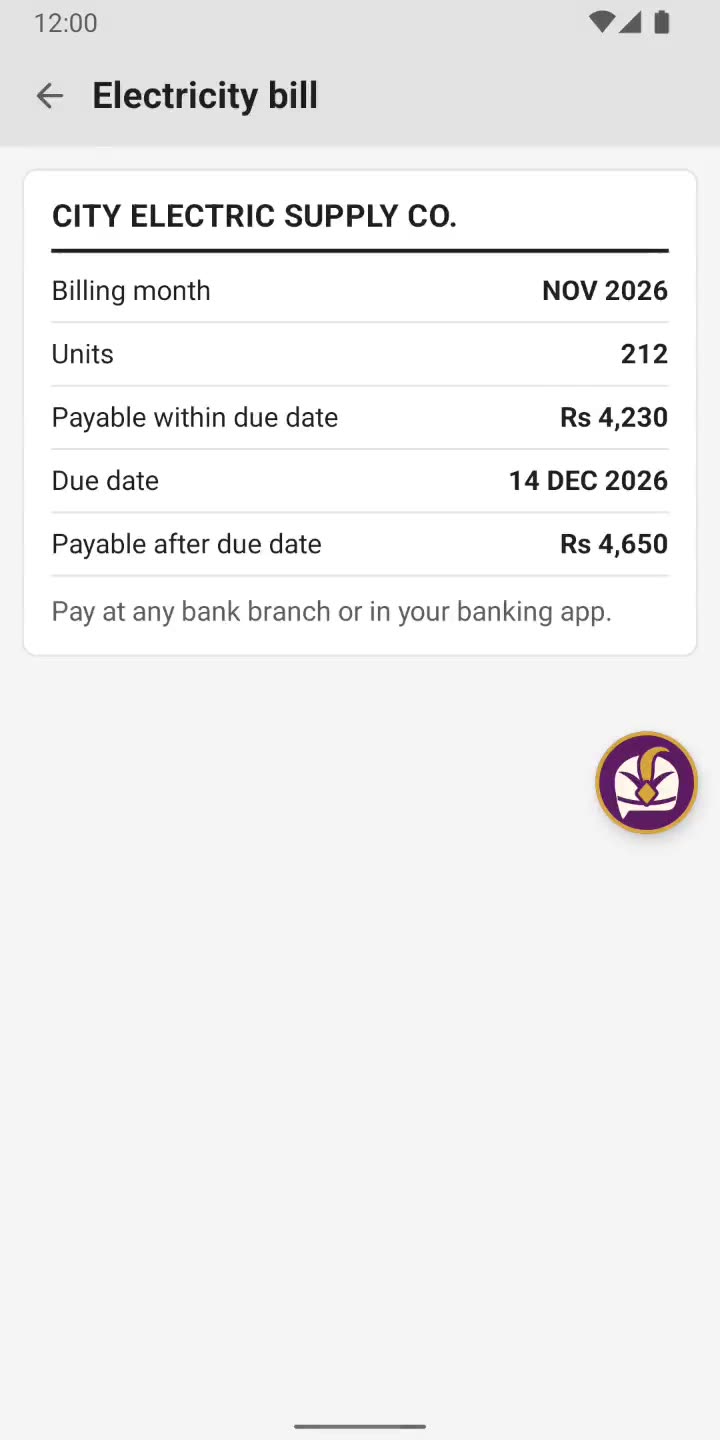 12:00
Electricity bill
CITY ELECTRIC SUPPLY CO.
Billing month NOV 2026
Units 212
Payable within due date Rs 4,230
Due date 14 DEC 2026
Payable after due date Rs 4,650
Pay at any bank branch or in your banking app.